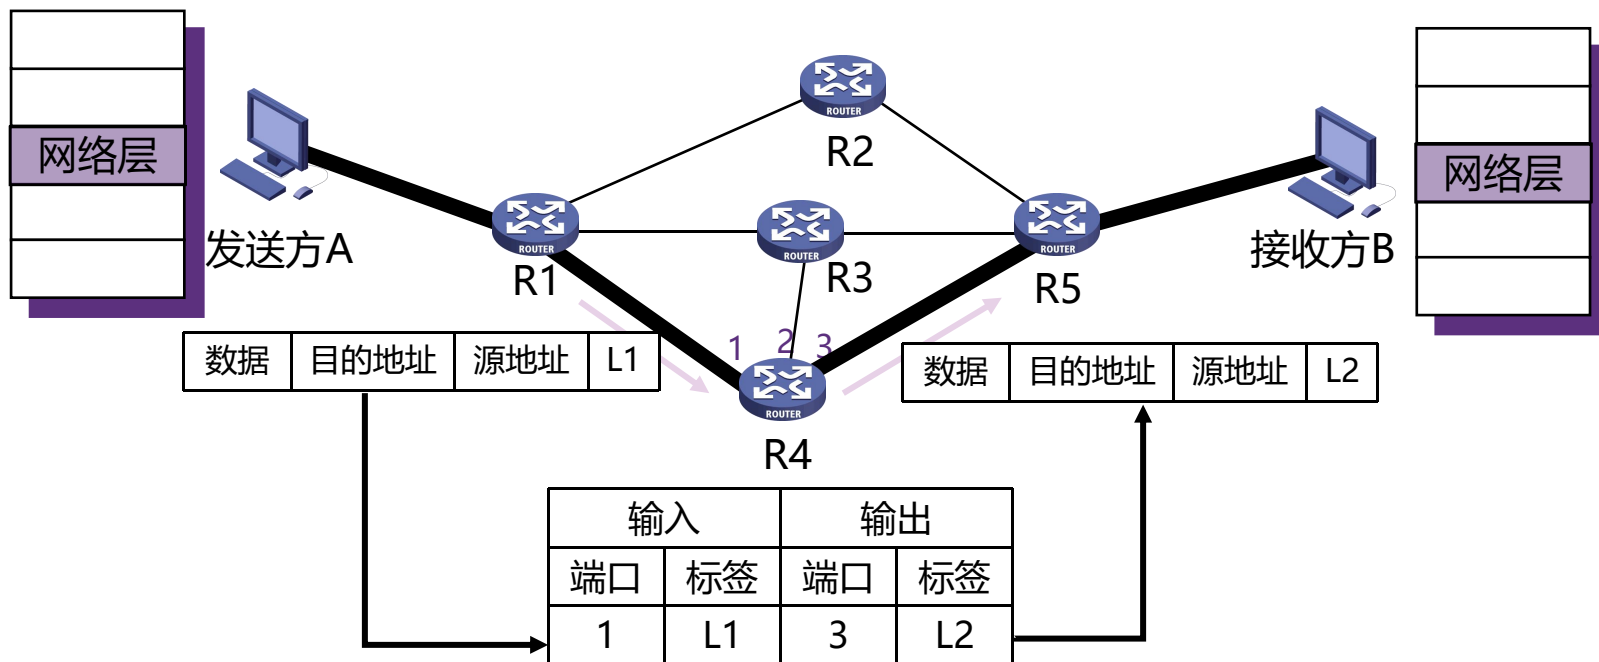 ROUTER
R2
网络层
网络层
发送方A
ROUTER
R1
ROUTER
R3
ROUTER
R5
接收方B
1 2 3
数据 目的地址 源地址 L1
数据 目的地址 源地址 L2
ROUTER
R4
输入 输出
端口 标签 端口 标签
1 L1 3 L2